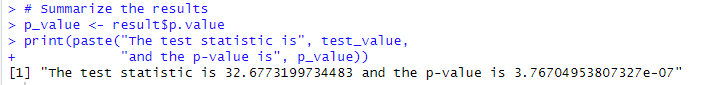 > # Summarize the results
> p_value <- result$p.value
> print(paste("The test statistic is", test_value,
+             "and the p-value is", p_value))
[1] "The test statistic is 32.6773199734483 and the p-value is 3.76704953807327e-07"